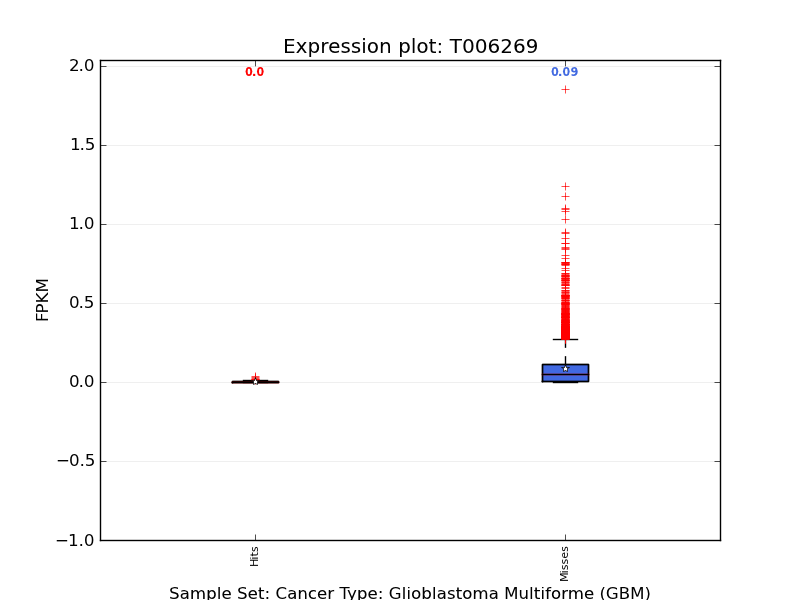 Expression plot: T006269
0.0
0.09
2.0
1.5
1.0
0.5
0.0
−0.5
−1.0
FPKM
Hits
Misses
Sample Set: Cancer Type: Glioblastoma Multiforme (GBM)